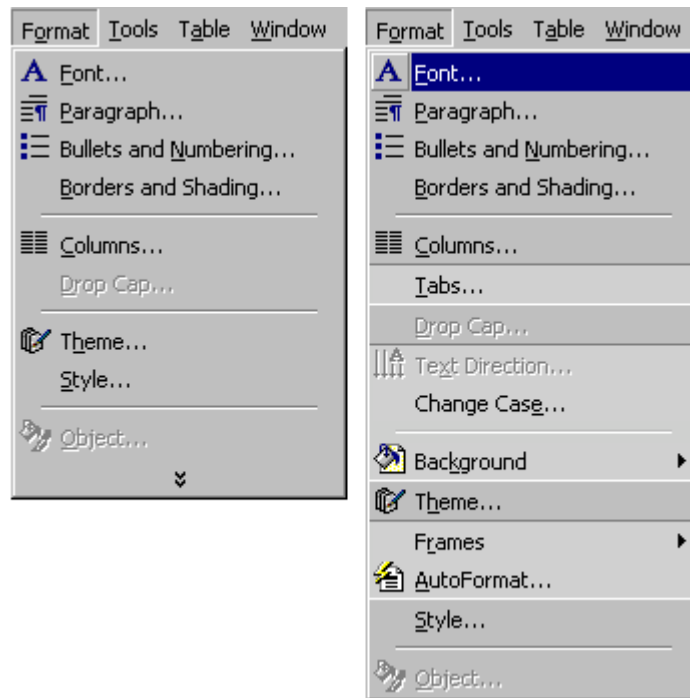 Format Tools Table Window
Font...
Paragraph...
Bullets and Numbering...
Borders and Shading...
Columns...
Drop Cap...
Theme...
Style...
Object...
Format Tools Table Window
Font...
Paragraph...
Bullets and Numbering...
Borders and Shading...
Columns...
Tabs...
Drop Cap...
Text Direction...
Change Case...
Background
Theme...
Frames
AutoFormat...
Style...
Object...